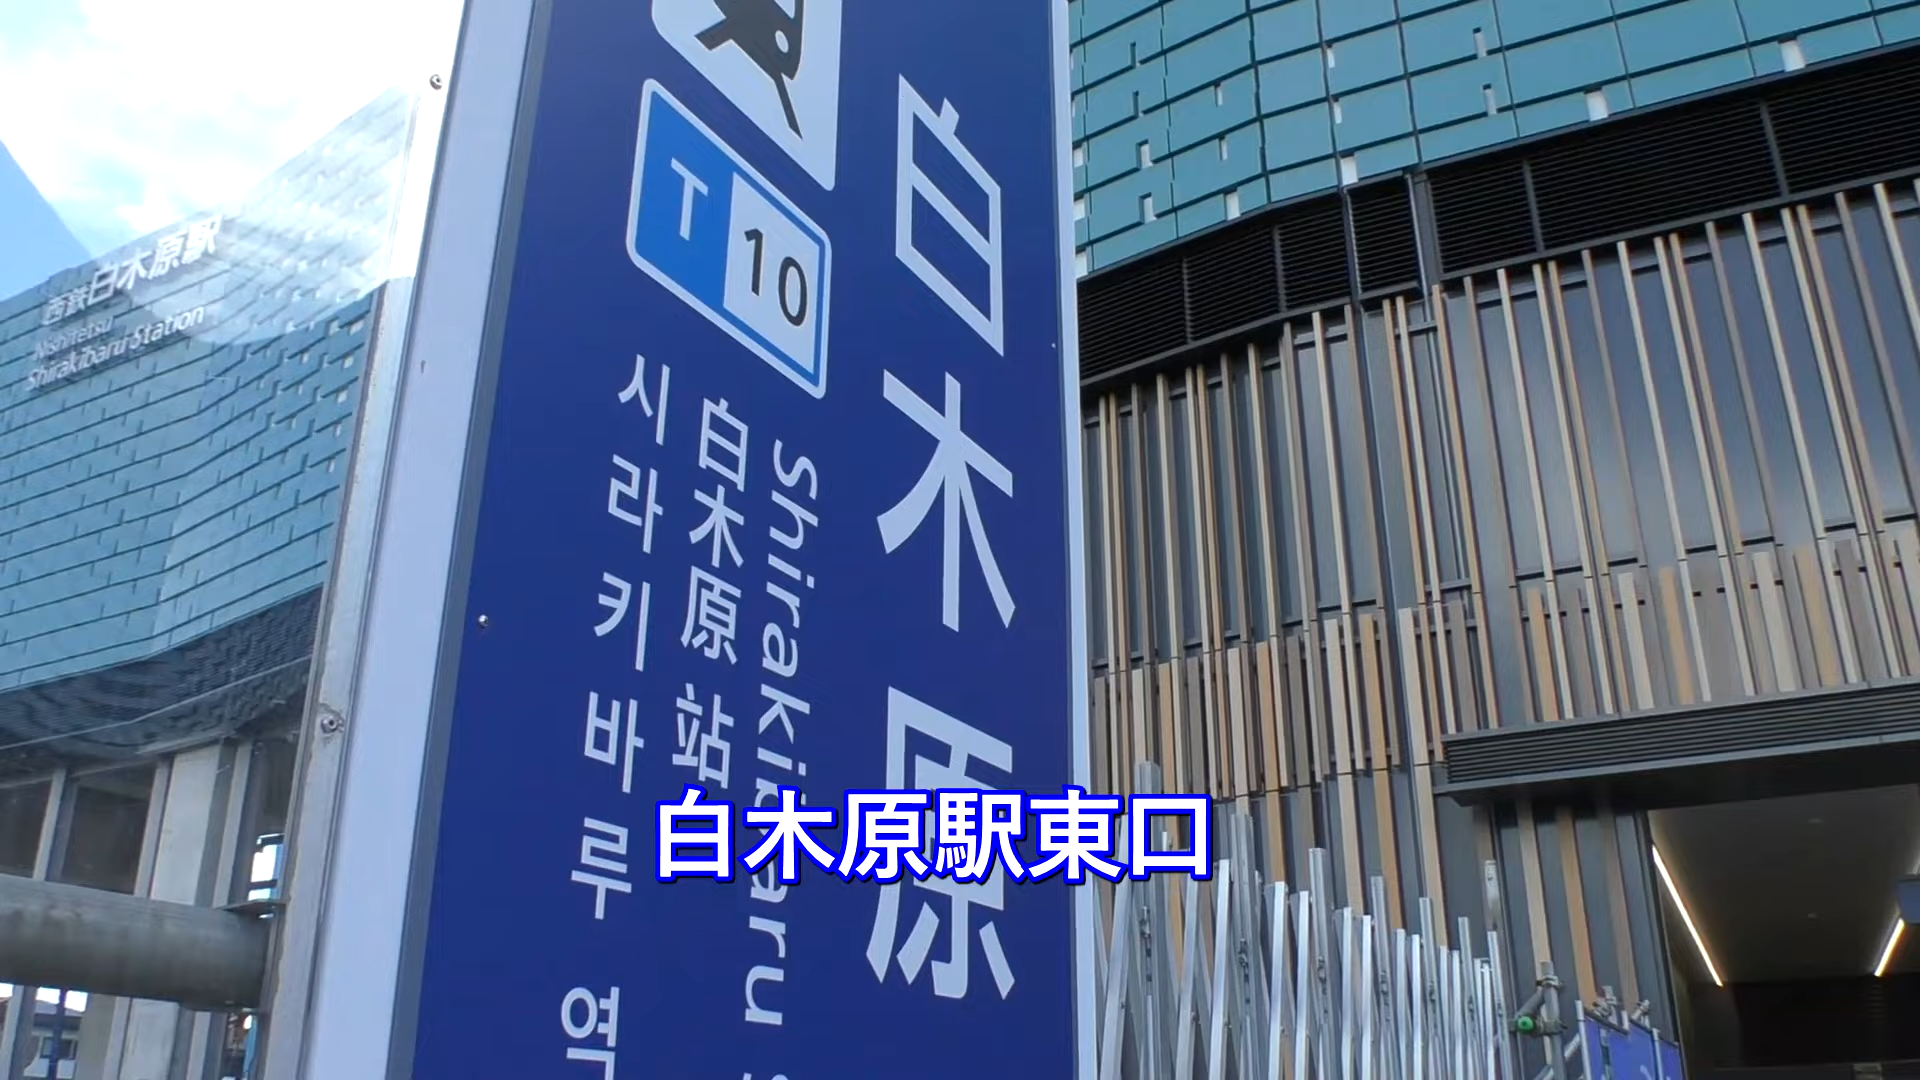 西鉄白木原駅
Nishitetsu
Shirakibaru Station
T 10
白木原
Shirakibaru
白木原站
시라키바루역
白木原駅東口